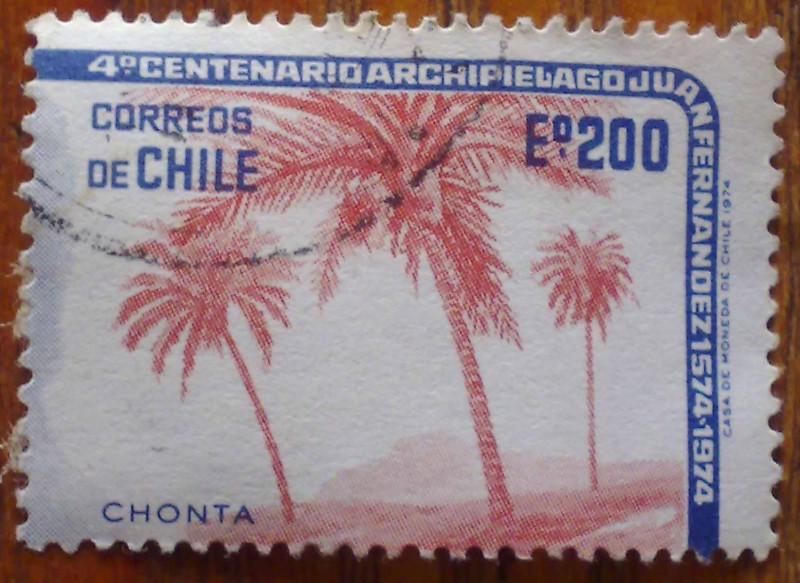 4º CENTENARIO ARCHIPIELAGO JUAN FERNANDEZ 1574·1974
CORREOS
DE CHILE
Eº.200
CASA DE MONEDA DE CHILE 1974
CHONTA